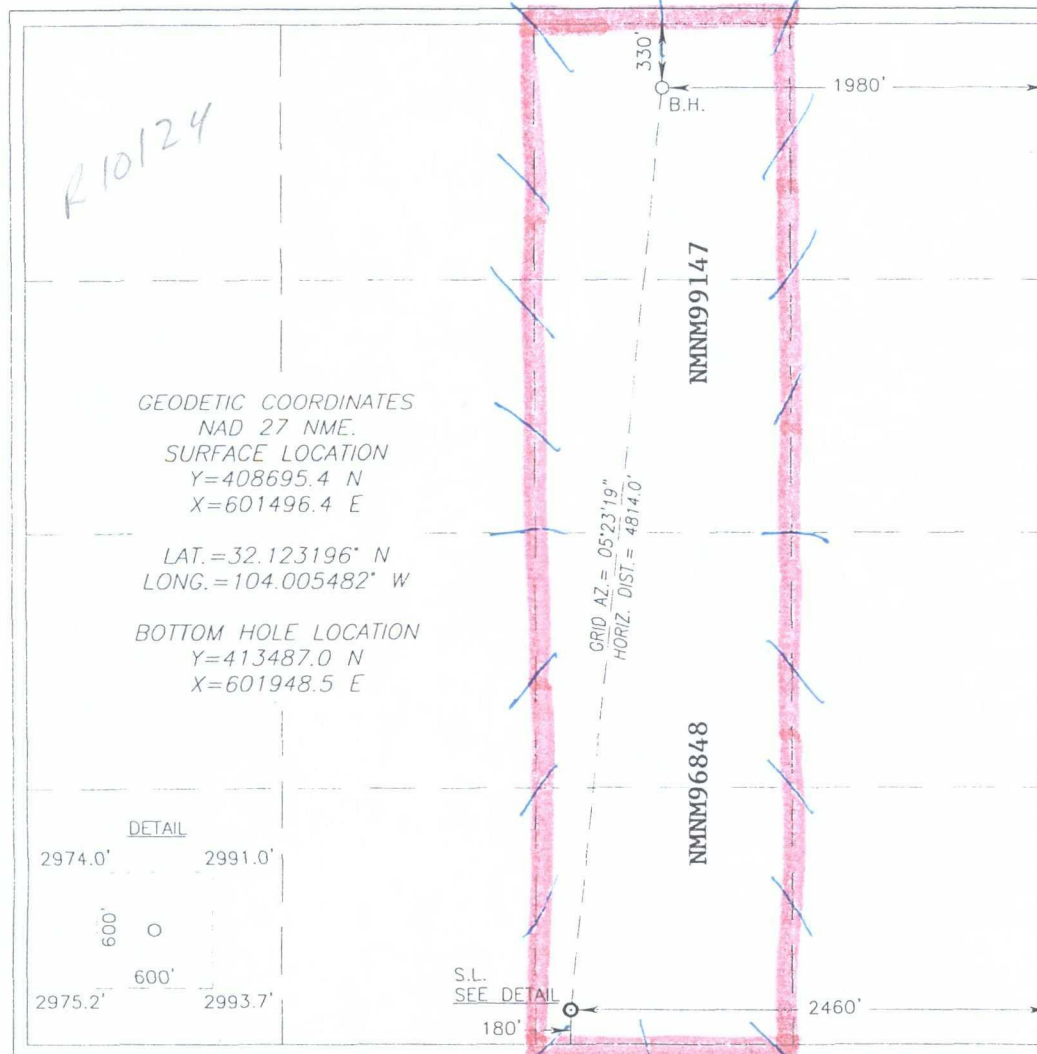 330'
1980'
B.H.
R 10124
NMNM99147
GEODETIC COORDINATES
NAD 27 NME.
SURFACE LOCATION
Y=408695.4 N
X=601496.4 E
LAT.=32.123196° N
LONG.=104.005482° W
BOTTOM HOLE LOCATION
Y=413487.0 N
X=601948.5 E
GRID AZ.= 05°23'19"
HORIZ. DIST.= 4814.0'
NMNM96848
DETAIL
2974.0' 2991.0'
600'
600'
2975.2' 2993.7'
S.L.
SEE DETAIL
180'
2460'